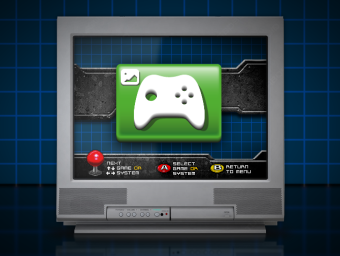 NEXT
GAME OR
SYSTEM
SELECT
GAME OR
SYSTEM
RETURN
TO MENU